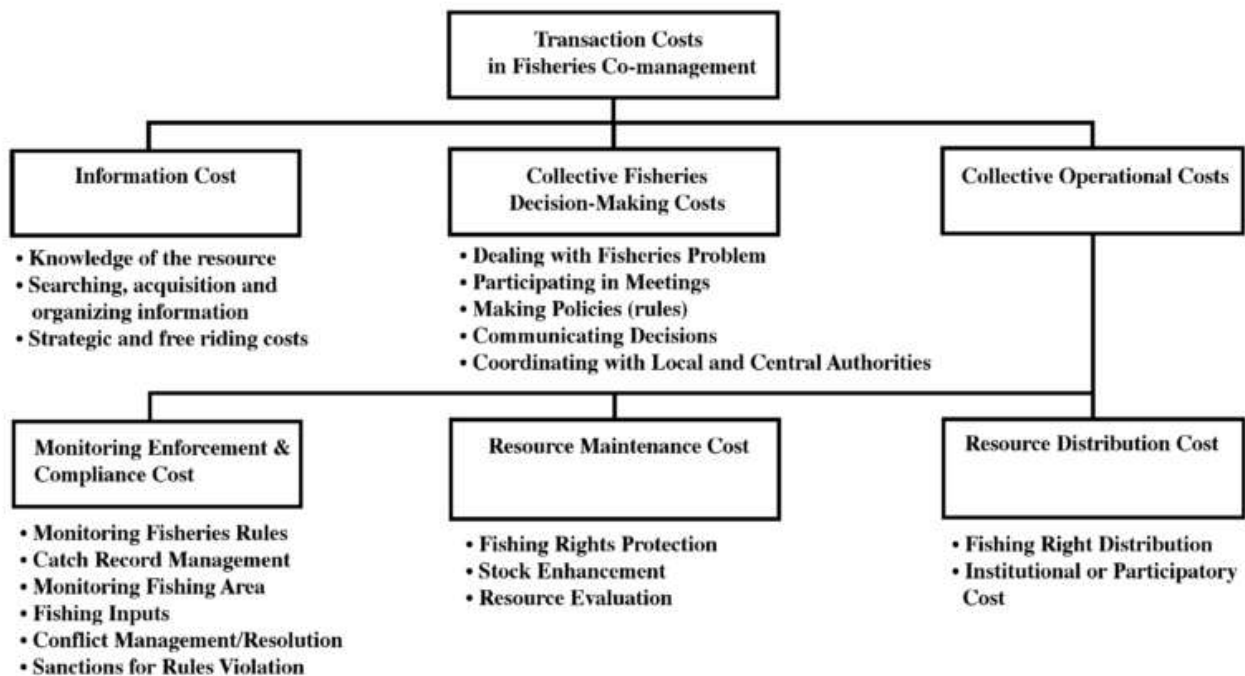 Transaction Costs
in Fisheries Co-management
Information Cost
Collective Fisheries
Decision-Making Costs
Collective Operational Costs
• Knowledge of the resource
• Searching, acquisition and
organizing information
• Strategic and free riding costs
• Dealing with Fisheries Problem
• Participating in Meetings
• Making Policies (rules)
• Communicating Decisions
• Coordinating with Local and Central Authorities
Monitoring Enforcement &
Compliance Cost
Resource Maintenance Cost
Resource Distribution Cost
• Monitoring Fisheries Rules
• Catch Record Management
• Monitoring Fishing Area
• Fishing Inputs
• Conflict Management/Resolution
• Sanctions for Rules Violation
• Fishing Rights Protection
• Stock Enhancement
• Resource Evaluation
• Fishing Right Distribution
• Institutional or Participatory
Cost